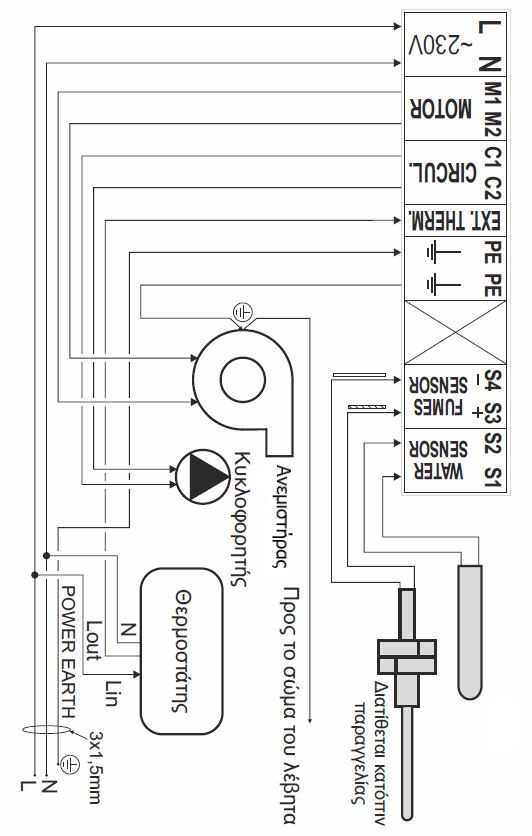 L
~230V
N
M1
MOTOR
M2
C1
CIRCUL.
C2
EXT. THERM.
PE
PE
S4
-
FUMES
SENSOR
+
S3
S2
WATER
SENSOR
S1
Ανεμιστήρας
Κυκλοφορητής
Θερμοστάτης
Προς το σώμα του λέβητα
Διατίθεται κατόπιν
παραγγελίας
N
Lout
Lin
POWER EARTH
3x1,5mm
N
L